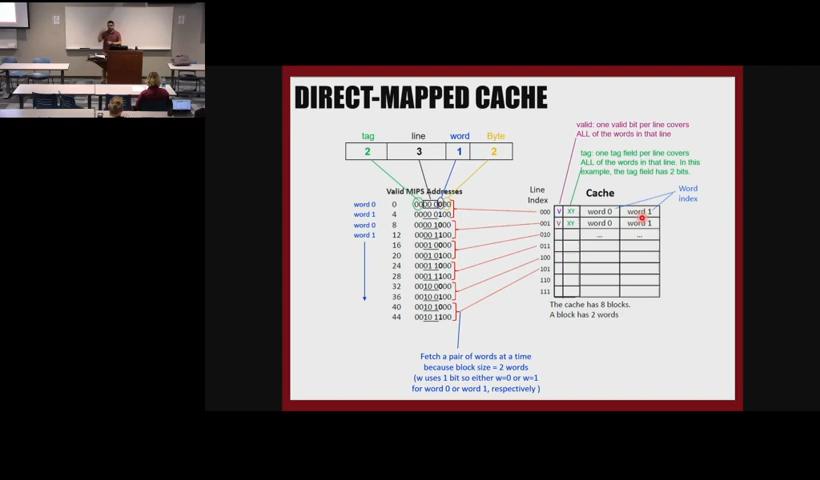 DIRECT-MAPPED CACHE
tag line word Byte
2 3 1 2
Valid MIPS Addresses
word 0 0 0000 0000
word 1 4 0000 0100
word 0 8 0000 1000
word 1 12 0000 1100
16 0001 0000
20 0001 0100
24 0001 1000
28 0001 1100
32 0010 0000
36 0010 0100
40 0010 1000
44 0010 1100
Fetch a pair of words at a time
because block size = 2 words
(w uses 1 bit so either w=0 or w=1
for word 0 or word 1, respectively )
valid: one valid bit per line covers
ALL of the words in that line
tag: one tag field per line covers
ALL of the words in that line. In this
example, the tag field has 2 bits.
Line
Index
Cache
Word
index
000 V XY word 0 word 1
001 V XY word 0 word 1
010 ... ...
011
100
101
110
111
The cache has 8 blocks.
A block has 2 words